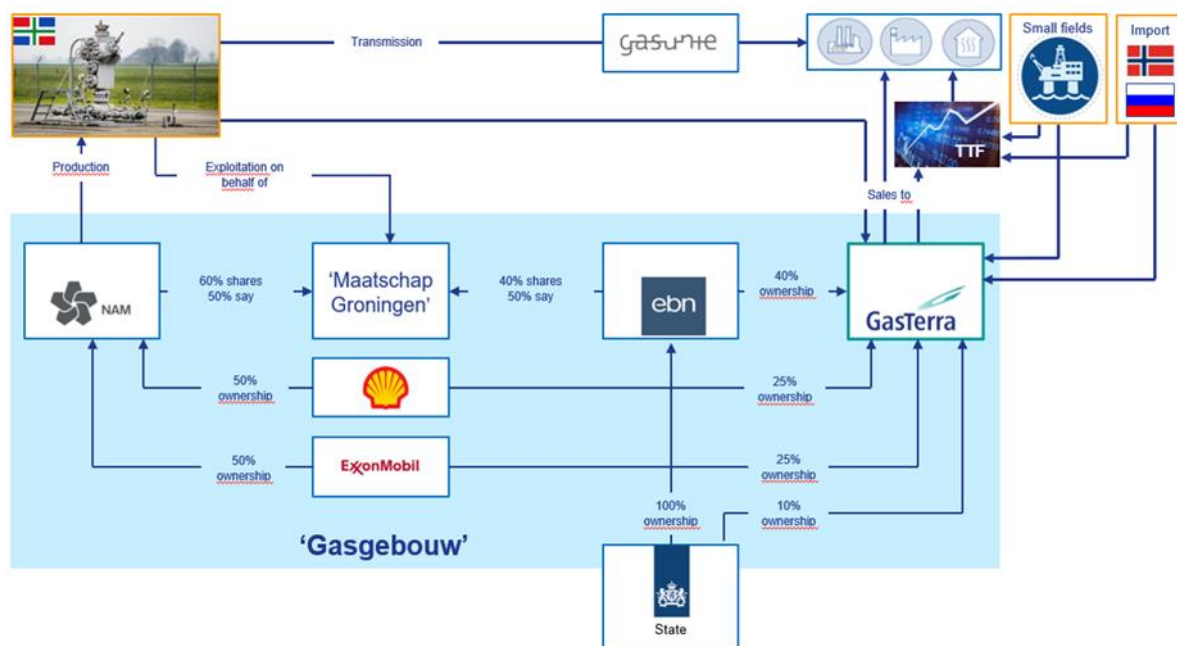 Transmission
gasunie
Small fields
Import
TTF
Production
Exploitation on
behalf of
Sales to
NAM
60% shares
50% say
'Maatschap
Groningen'
40% shares
50% say
ebn
40%
ownership
GasTerra
50%
ownership
25%
ownership
50%
ownership
ExxonMobil
25%
ownership
100%
ownership
10%
ownership
'Gasgebouw'
State